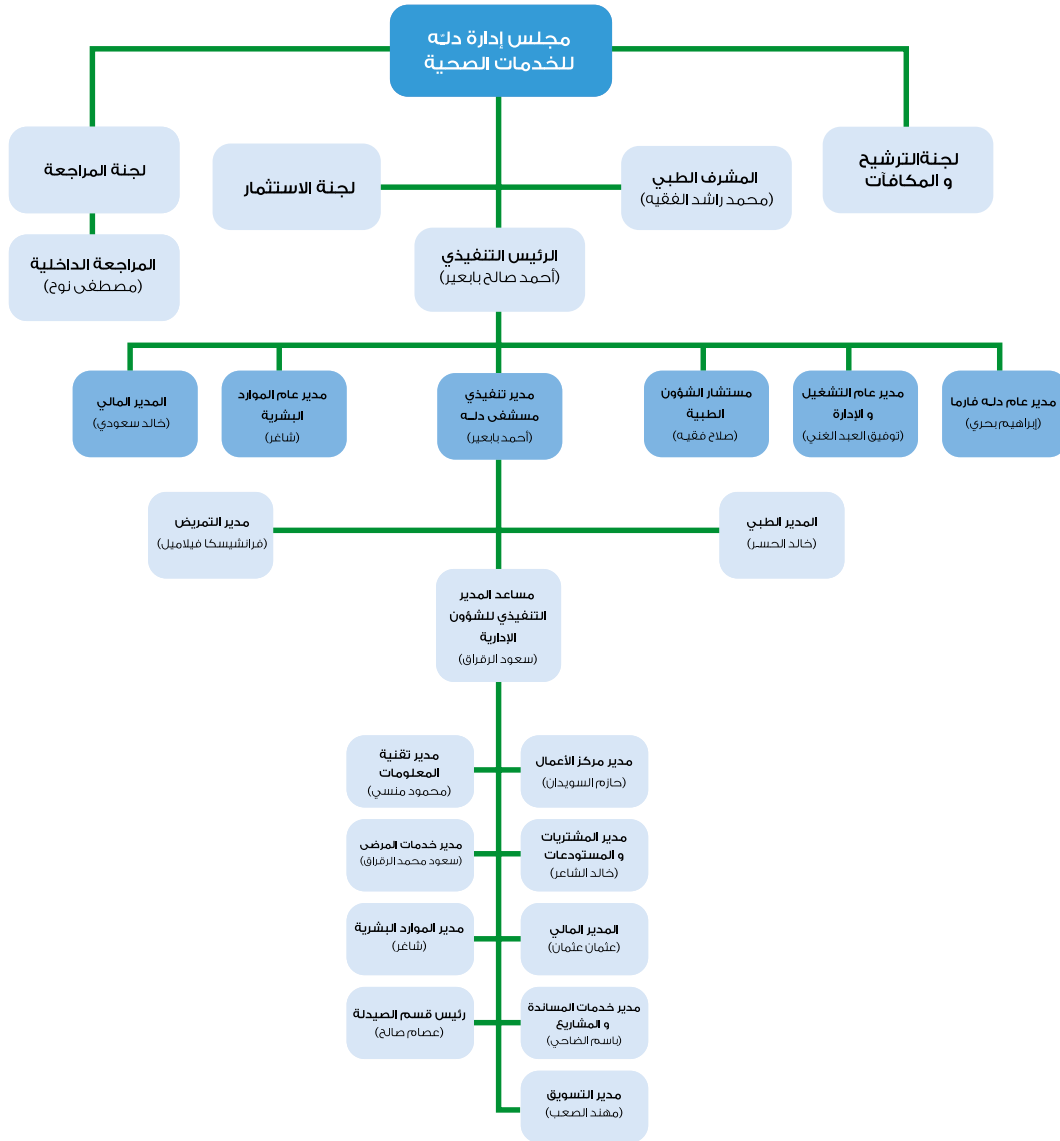 مجلس إدارة دلّه
للخدمات الصحية
لجنةالترشيح
و المكافآت
المشرف الطبي
(محمد راشد الفقيه)
لجنة الاستثمار
لجنة المراجعة
المراجعة الداخلية
(مصطفى نوح)
الرئيس التنفيذي
(أحمد صالح بابعير)
مدير عام دله فارما
(إبراهيم بحري)
مدير عام التشغيل
و الإدارة
(توفيق العبد الغني)
مستشار الشؤون
الطبية
(صلاح فقيه)
مدير تنفيذي
مسشفى دلـه
(أحمد بابعير)
مدير عام الموارد
البشرية
(شاغر)
المدير المالي
(خالد سعودي)
المدير الطبي
(خالد الحسـر)
مدير التمريض
(فرانشيسكا فيلاميل)
مساعد المدير
التنفيذي للشؤون
الإدارية
(سعود الرقراق)
مدير مركز الأعمال
(حازم السويدان)
مدير تقنية
المعلومات
(محمود منسي)
مدير المشتريات
و المستودعات
(خالد الشاعر)
مدير خدمات المرضى
(سعود محمد الرقراق)
المدير المالي
(عثمان عثمان)
مدير الموارد البشرية
(شاغر)
مدير خدمات المساندة
و المشاريع
(باسم الضاحي)
رئيس قسم الصيدلة
(عصام صالح)
مدير التسويق
(مهند الصعب)